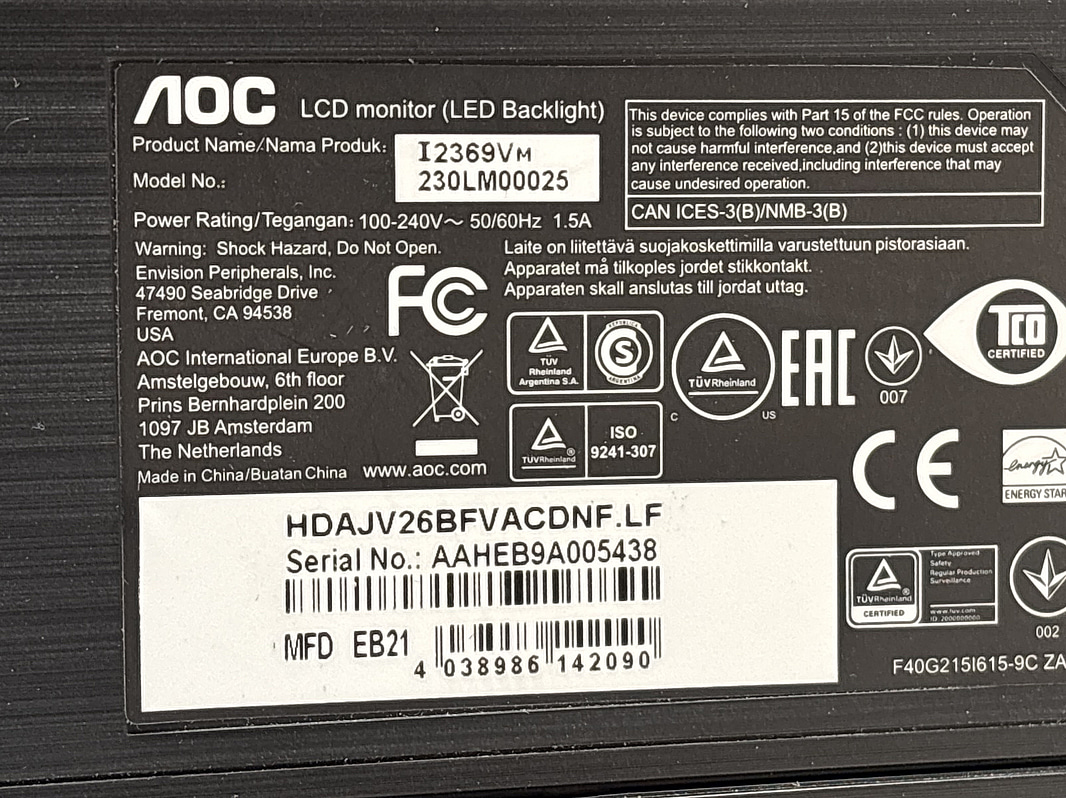 AOC LCD monitor (LED Backlight)
Product Name/Nama Produk: I2369VM
Model No.: 230LM00025
Power Rating/Tegangan: 100-240V～ 50/60Hz 1.5A
Warning: Shock Hazard, Do Not Open.
Envision Peripherals, Inc.
47490 Seabridge Drive
Fremont, CA 94538
USA
AOC International Europe B.V.
Amstelgebouw, 6th floor
Prins Bernhardplein 200
1097 JB Amsterdam
The Netherlands
Made in China/Buatan China www.aoc.com
This device complies with Part 15 of the FCC rules. Operation
is subject to the following two conditions : (1) this device may
not cause harmful interference,and (2)this device must accept
any interference received,including interference that may
cause undesired operation.
CAN ICES-3(B)/NMB-3(B)
Laite on liitettävä suojakoskettimilla varustettuun pistorasiaan.
Apparatet må tilkoples jordet stikkontakt.
Apparaten skall anslutas till jordat uttag.
FC
TÜV
Rheinland
Argentina S.A.
REPUBLICA
S
ARGENTINA
TÜVRheinland
C US
EAC
007
TCO
CERTIFIED
TÜVRheinland®
ISO
9241-307
CE
energy
ENERGY STAR
HDAJV26BFVACDNF.LF
Serial No.: AAHEB9A005438
MFD EB21
4 038986 142090
TÜVRheinland®
CERTIFIED
Type Approved
Safety
Regular Production
Surveillance
www.tuv.com
ID 2000000000
002
F40G215I615-9C ZA